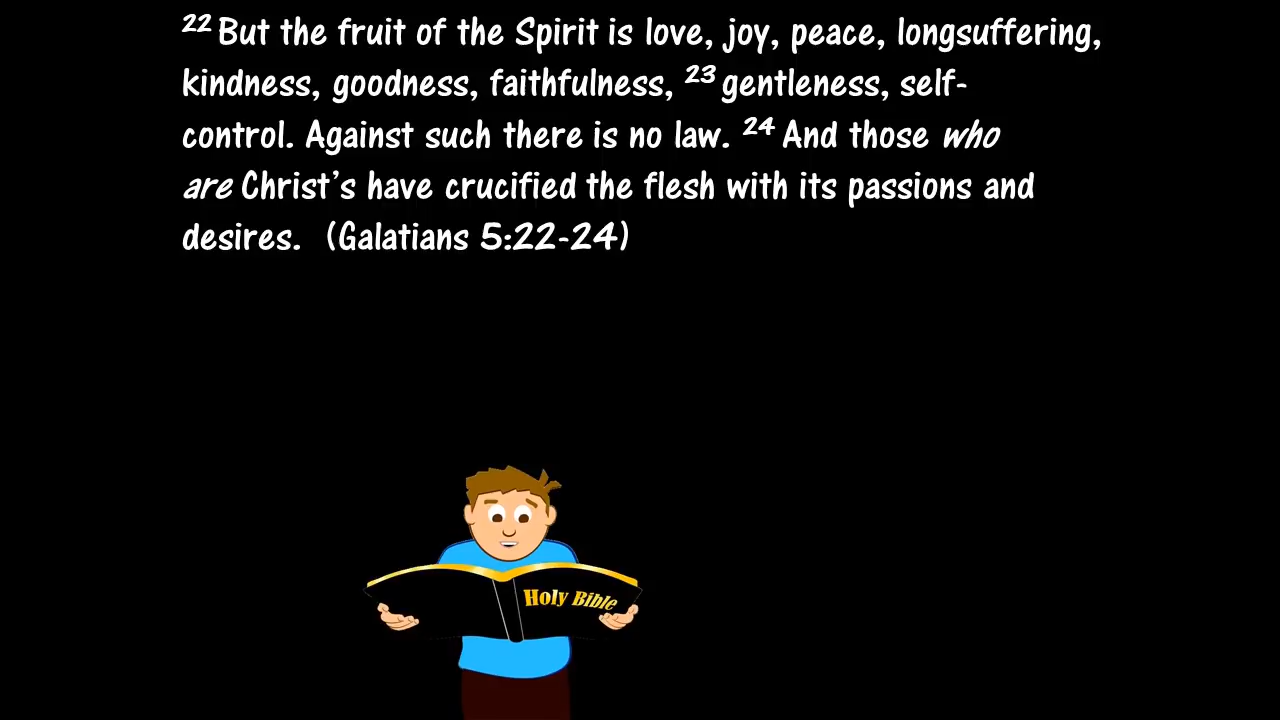 22 But the fruit of the Spirit is love, joy, peace, longsuffering,
kindness, goodness, faithfulness, 23 gentleness, self-
control. Against such there is no law. 24 And those who
are Christ’s have crucified the flesh with its passions and
desires. (Galatians 5:22-24)
Holy Bible